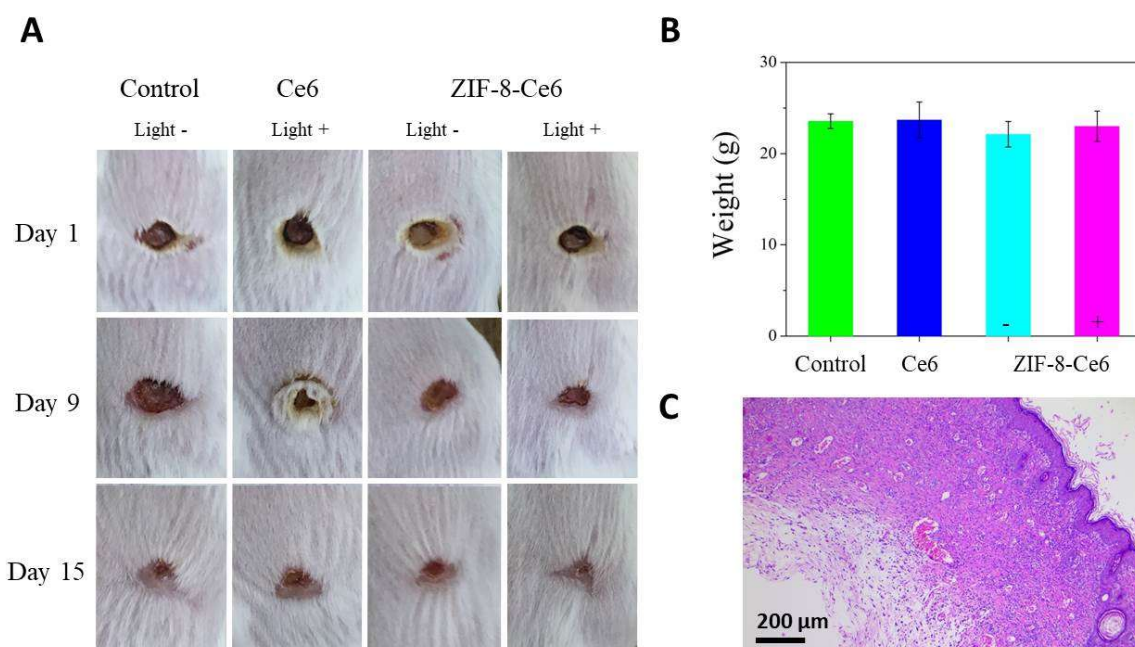 A
Control
Ce6
ZIF-8-Ce6
Light -
Light +
Light -
Light +
Day 1
Day 9
Day 15
B
Weight (g)
30
20
10
0
-
+
Control
Ce6
ZIF-8-Ce6
C
200 µm